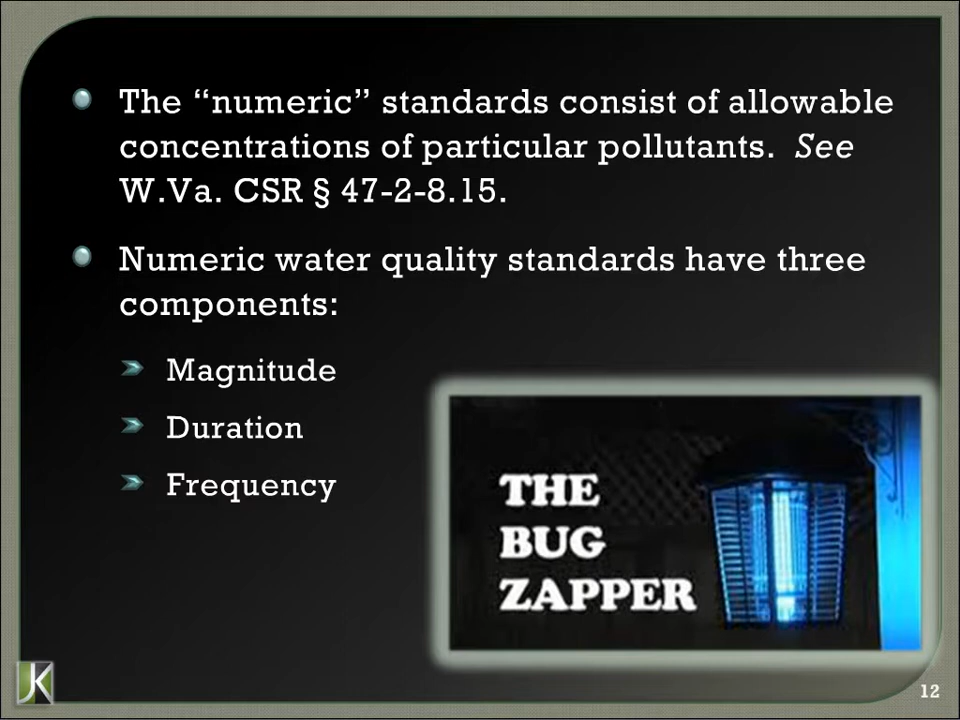 The “numeric” standards consist of allowable
concentrations of particular pollutants.  See
W.Va. CSR § 47-2-8.15.
Numeric water quality standards have three
components:
Magnitude
Duration
Frequency
THE
BUG
ZAPPER
JK
12